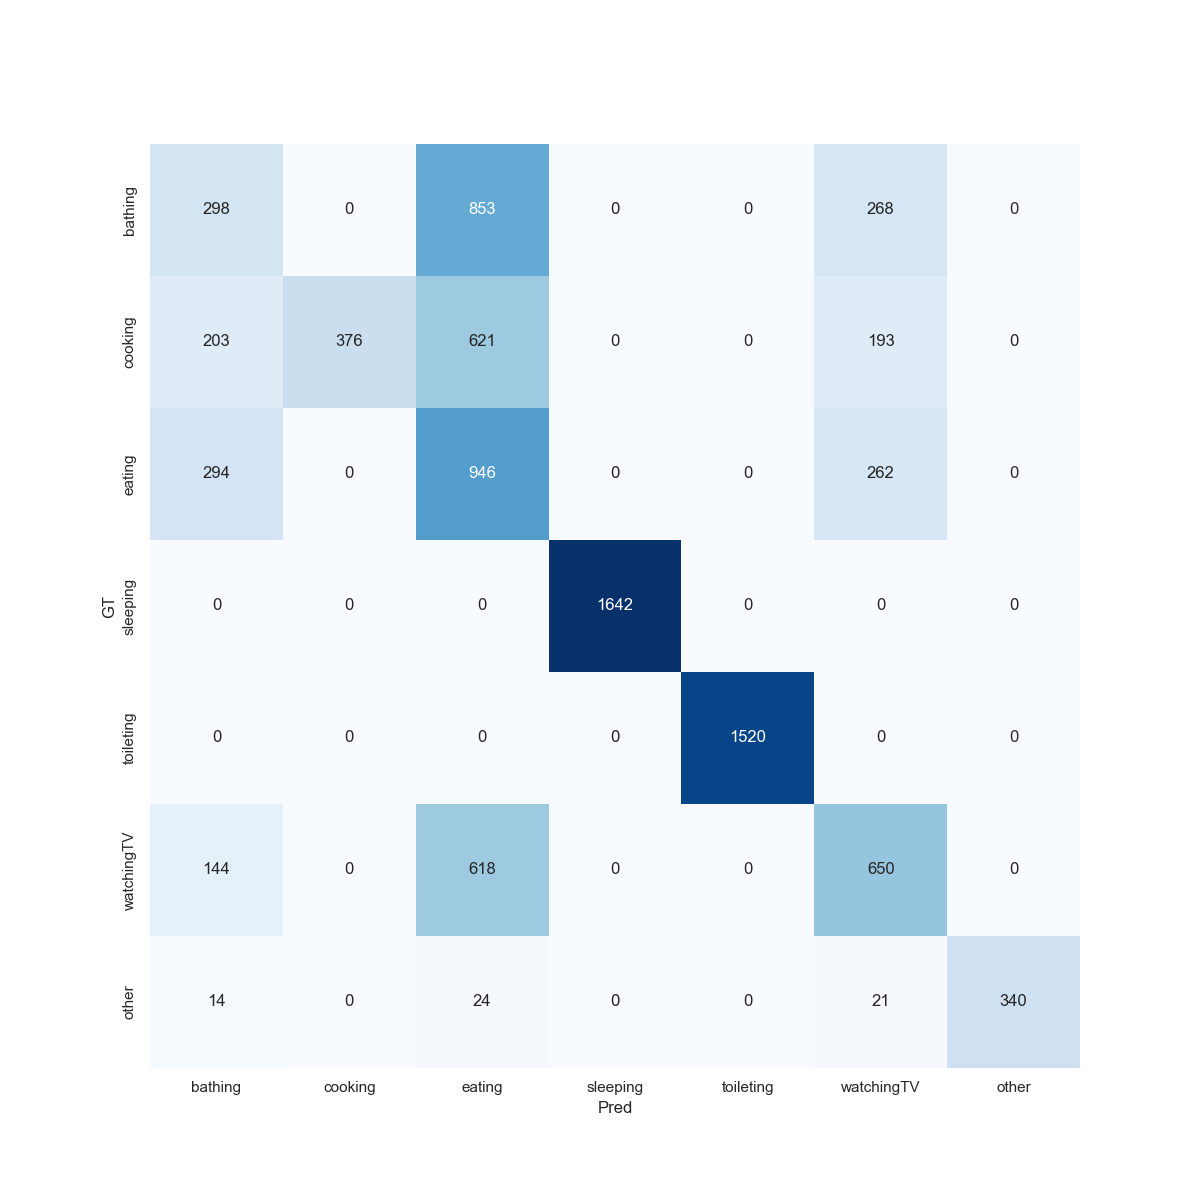 bathing 298 0 853 0 0 268 0
cooking 203 376 621 0 0 193 0
eating 294 0 946 0 0 262 0
GT
sleeping 0 0 0 1642 0 0 0
toileting 0 0 0 0 1520 0 0
watchingTV 144 0 618 0 0 650 0
other 14 0 24 0 0 21 340
bathing cooking eating sleeping toileting watchingTV other
Pred